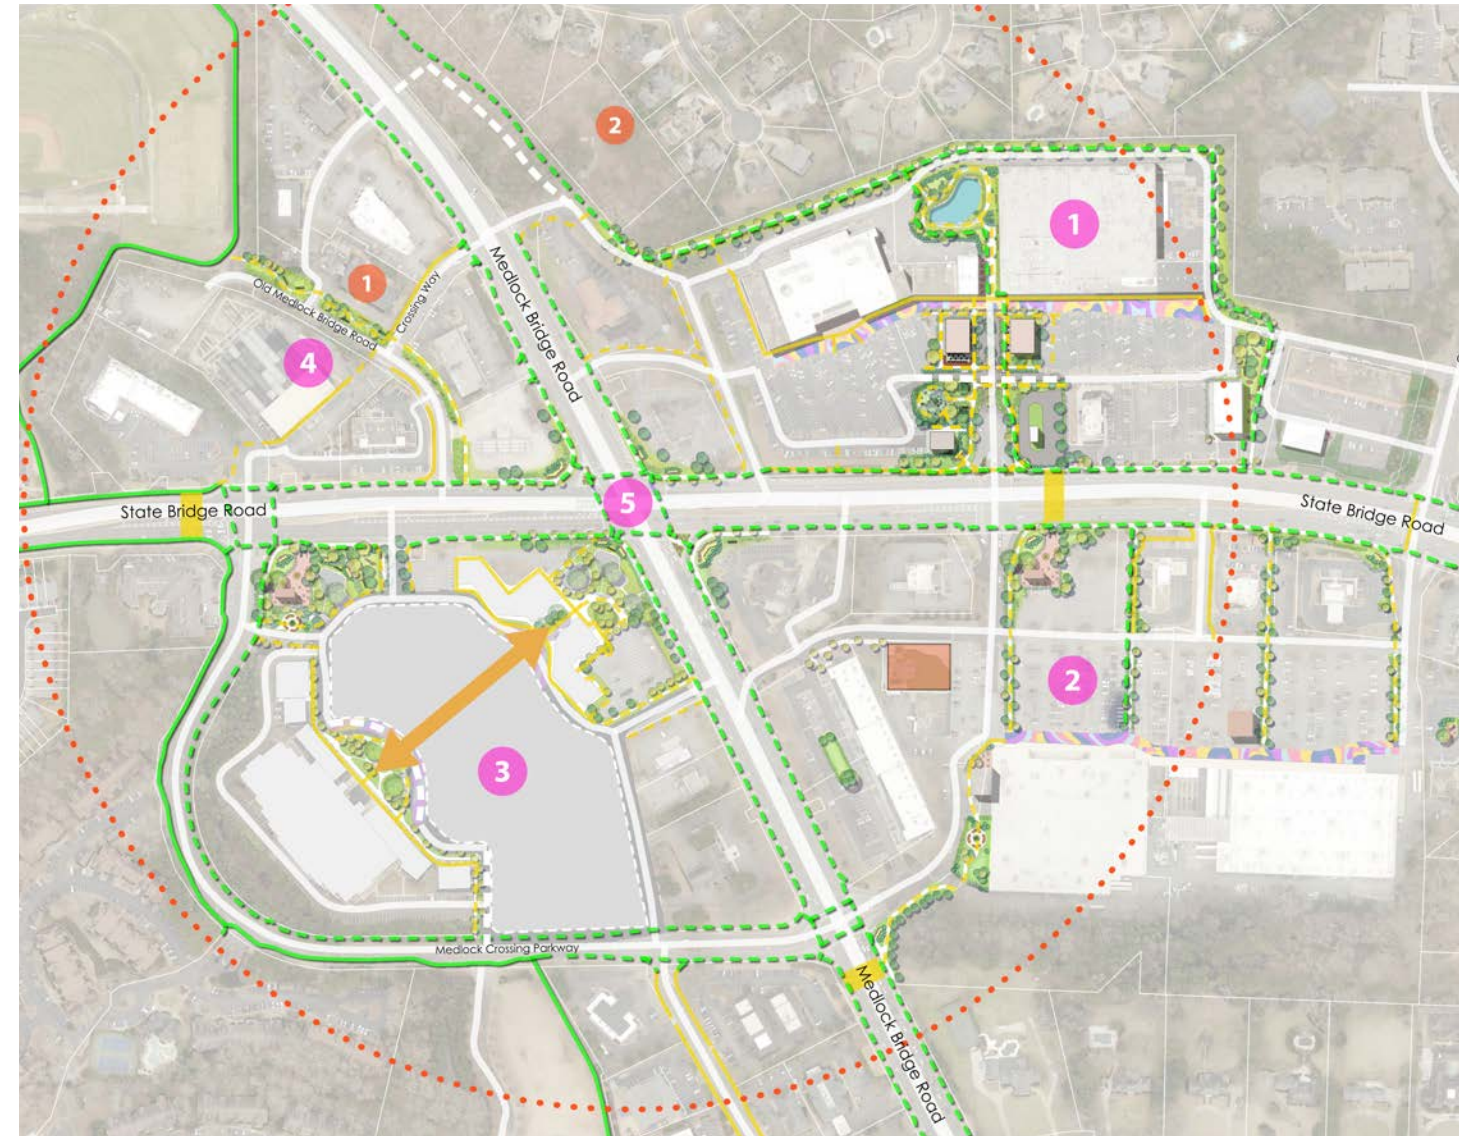 2
1
Medlock Bridge Road
1
Old Medlock Bridge Road
Crossing Way
4
5
State Bridge Road
State Bridge Road
2
3
Medlock Crossing Parkway
Medlock Bridge Road